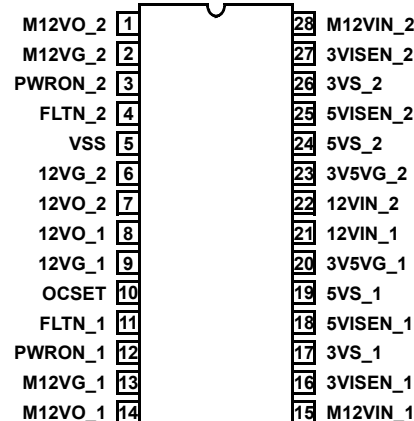 M12VO_2 1 28 M12VIN_2
M12VG_2 2 27 3VISEN_2
PWRON_2 3 26 3VS_2
FLTN_2 4 25 5VISEN_2
VSS 5 24 5VS_2
12VG_2 6 23 3V5VG_2
12VO_2 7 22 12VIN_2
12VO_1 8 21 12VIN_1
12VG_1 9 20 3V5VG_1
OCSET 10 19 5VS_1
FLTN_1 11 18 5VISEN_1
PWRON_1 12 17 3VS_1
M12VG_1 13 16 3VISEN_1
M12VO_1 14 15 M12VIN_1